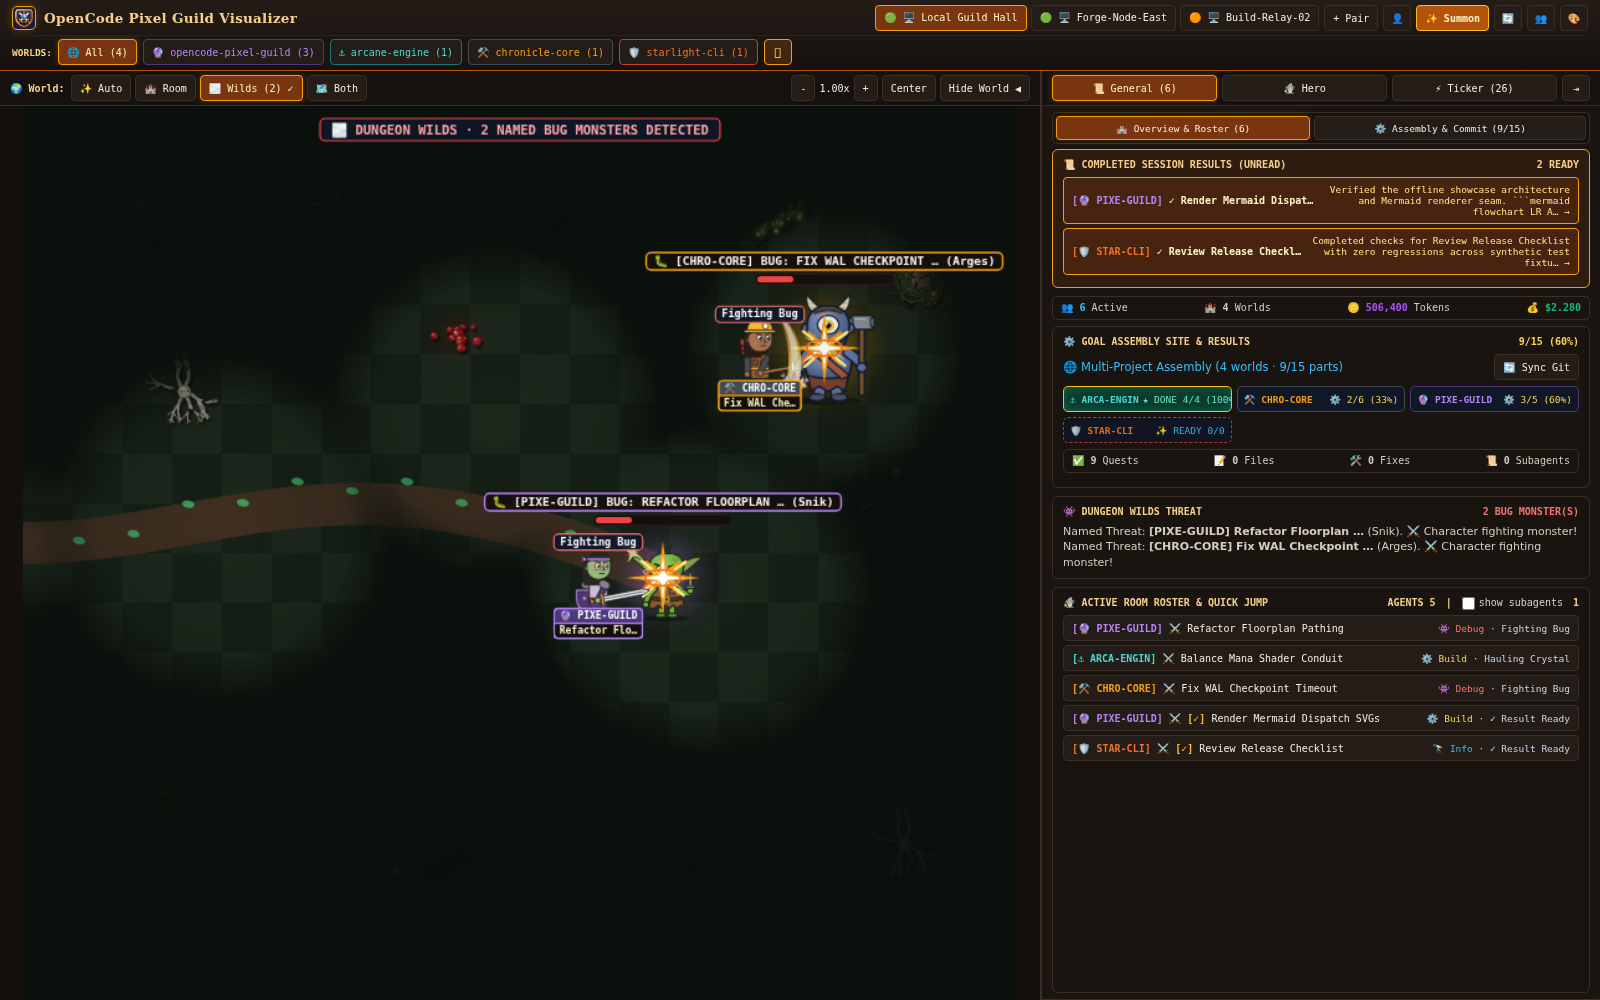 OpenCode Pixel Guild Visualizer
Local Guild Hall
Forge-Node-East
Build-Relay-02
+ Pair
Summon
WORLDS:
All (4)
opencode-pixel-guild (3)
arcane-engine (1)
chronicle-core (1)
starlight-cli (1)
World:
Auto
Room
Wilds (2) ✓
Both
-
1.00x
+
Center
Hide World ◀
General (6)
Hero
Ticker (26)
⇥
DUNGEON WILDS · 2 NAMED BUG MONSTERS DETECTED
[CHRO-CORE] BUG: FIX WAL CHECKPOINT … (Arges)
Fighting Bug
CHRO-CORE
Fix WAL Che…
[PIXE-GUILD] BUG: REFACTOR FLOORPLAN … (Snik)
Fighting Bug
PIXE-GUILD
Refactor Flo…
Overview & Roster (6)
Assembly & Commit (9/15)
COMPLETED SESSION RESULTS (UNREAD)
2 READY
[🔮 PIXE-GUILD] ✓ Render Mermaid Dispat…
Verified the offline showcase architecture
and Mermaid renderer seam. ```mermaid
flowchart LR A… →
[🛡️ STAR-CLI] ✓ Review Release Checkl…
Completed checks for Review Release Checklist
with zero regressions across synthetic test
fixtu… →
6 Active
4 Worlds
506,400 Tokens
$2.280
GOAL ASSEMBLY SITE & RESULTS
9/15 (60%)
Multi-Project Assembly (4 worlds · 9/15 parts)
Sync Git
ARCA-ENGIN ★ DONE 4/4 (100%
CHRO-CORE 2/6 (33%)
PIXE-GUILD 3/5 (60%)
STAR-CLI READY 0/0
9 Quests
0 Files
0 Fixes
0 Subagents
DUNGEON WILDS THREAT
2 BUG MONSTER(S)
Named Threat: [PIXE-GUILD] Refactor Floorplan … (Snik). ⚔️ Character fighting monster!
Named Threat: [CHRO-CORE] Fix WAL Checkpoint … (Arges). ⚔️ Character fighting
monster!
ACTIVE ROOM ROSTER & QUICK JUMP
AGENTS 5 | show subagents 1
[🔮 PIXE-GUILD] ⚔️ Refactor Floorplan Pathing
Debug · Fighting Bug
[⚓ ARCA-ENGIN] ⚔️ Balance Mana Shader Conduit
Build · Hauling Crystal
[⚒️ CHRO-CORE] ⚔️ Fix WAL Checkpoint Timeout
Debug · Fighting Bug
[🔮 PIXE-GUILD] ⚔️ [✓] Render Mermaid Dispatch SVGs
Build · ✓ Result Ready
[🛡️ STAR-CLI] ⚔️ [✓] Review Release Checklist
Info · ✓ Result Ready